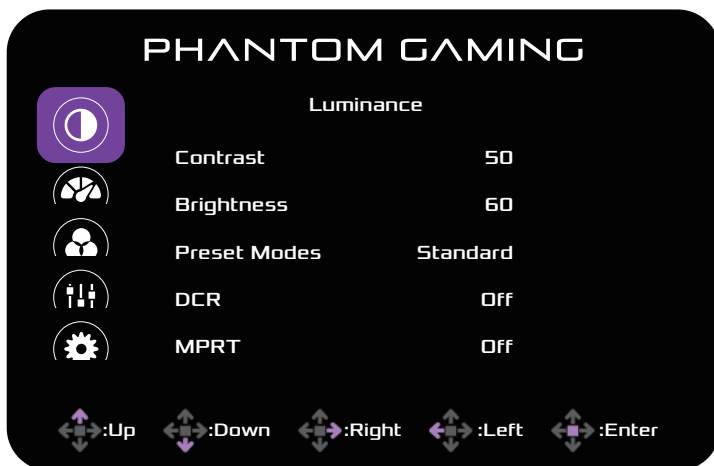 PHANTOM GAMING
Luminance
Contrast 50
Brightness 60
Preset Modes Standard
DCR Off
MPRT Off
:Up :Down :Right :Left :Enter